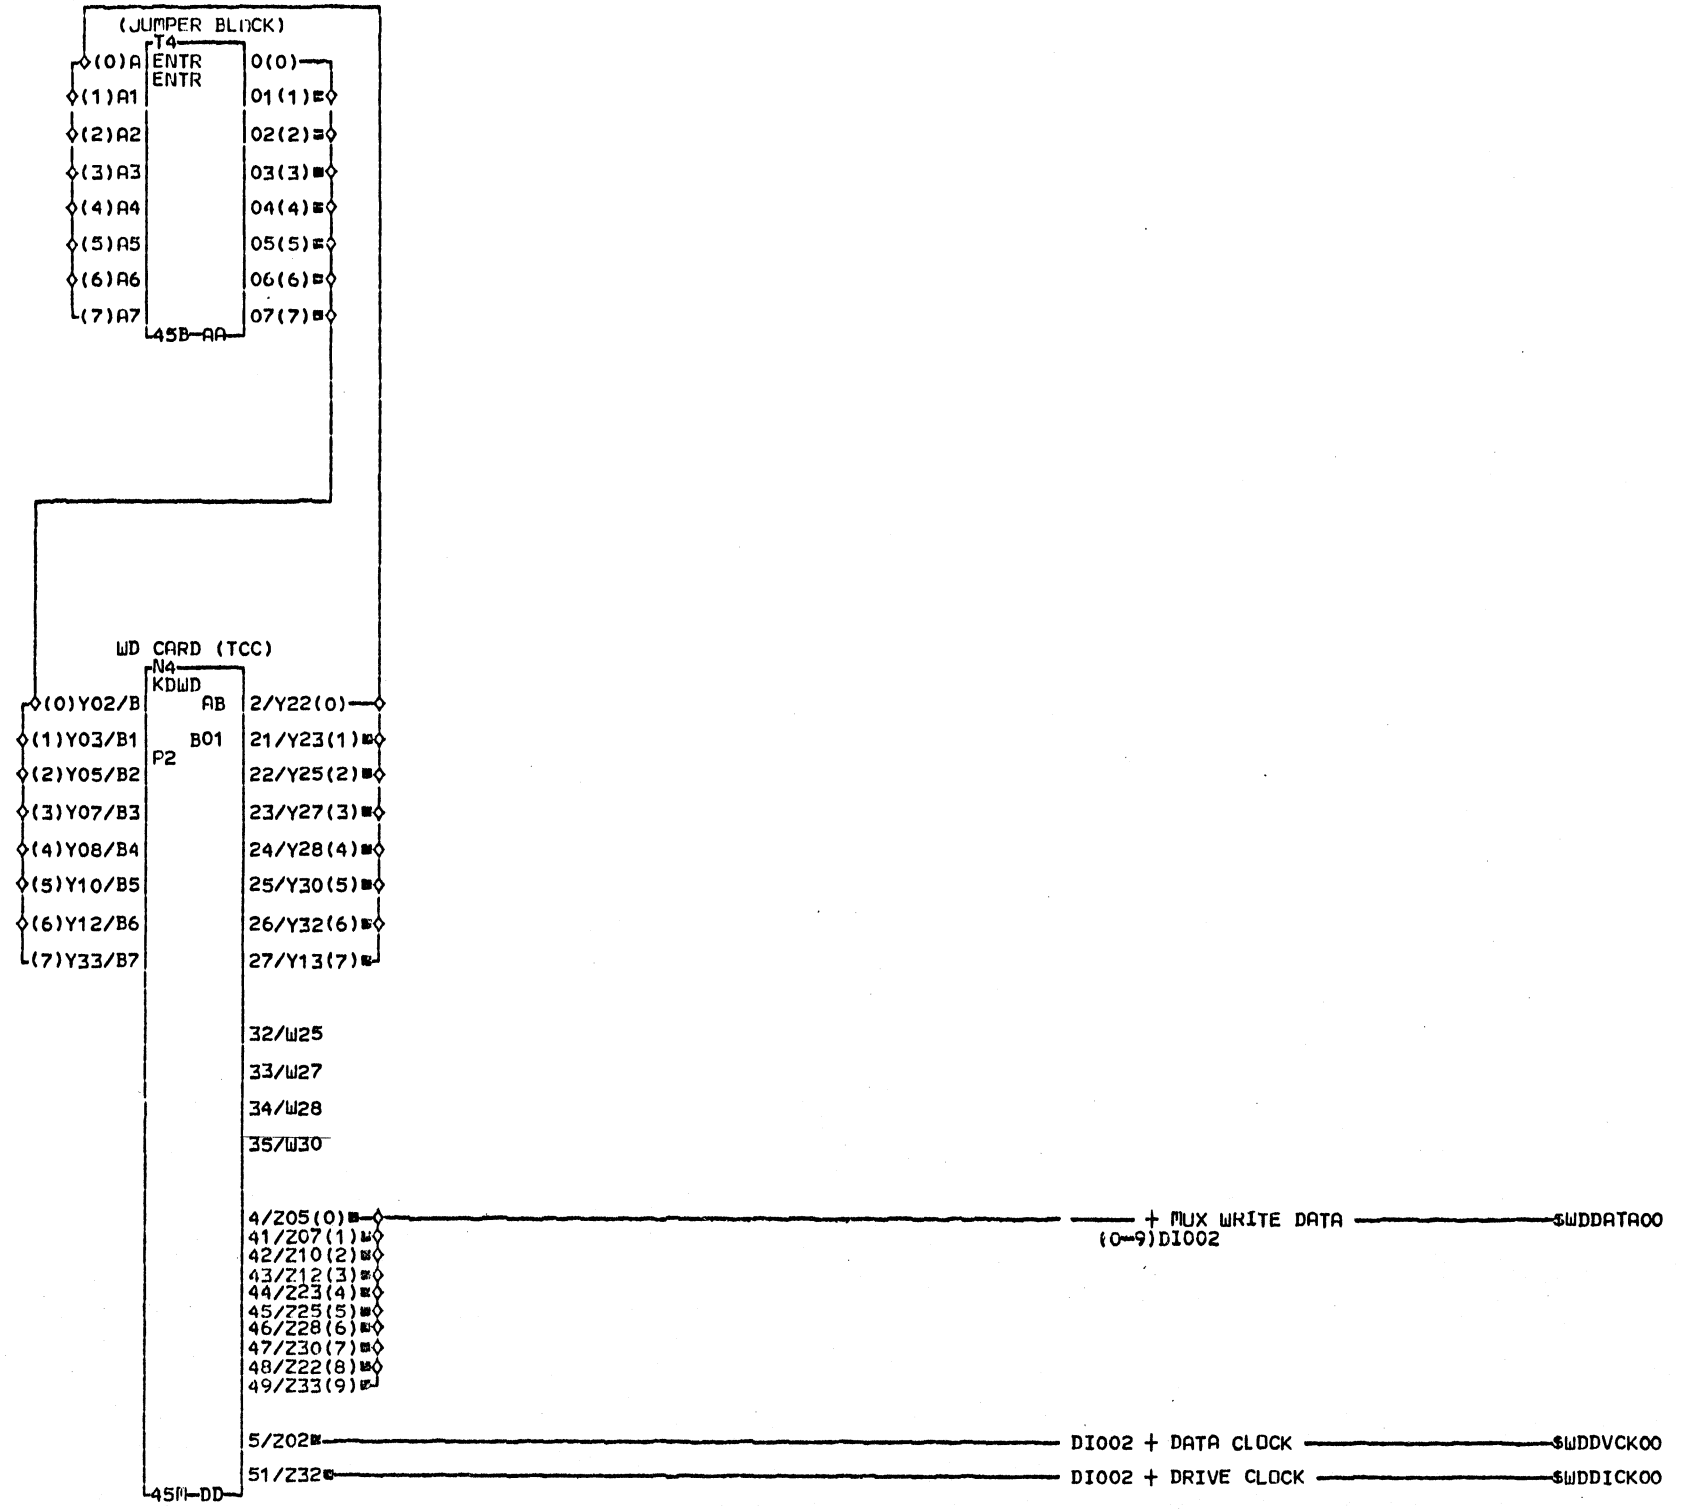 (JUMPER BLOCK)
T4
(0)A ENTR 0(0)
ENTR
(1)A1 01(1)
(2)A2 02(2)
(3)A3 03(3)
(4)A4 04(4)
(5)A5 05(5)
(6)A6 06(6)
(7)A7 07(7)
45B-AA
WD CARD (TCC)
N4
KDWD
(0)Y02/B AB 2/Y22(0)
(1)Y03/B1 B01 21/Y23(1)
P2
(2)Y05/B2 22/Y25(2)
(3)Y07/B3 23/Y27(3)
(4)Y08/B4 24/Y28(4)
(5)Y10/B5 25/Y30(5)
(6)Y12/B6 26/Y32(6)
(7)Y33/B7 27/Y13(7)
32/W25
33/W27
34/W28
35/W30
4/Z05(0) + MUX WRITE DATA $WDDATA00
41/Z07(1) (0-9)DI002
42/Z10(2)
43/Z12(3)
44/Z23(4)
45/Z25(5)
46/Z28(6)
47/Z30(7)
48/Z22(8)
49/Z33(9)
5/Z02 DI002 + DATA CLOCK $WDDVCK00
51/Z32 DI002 + DRIVE CLOCK $WDDICK00
45M-DD